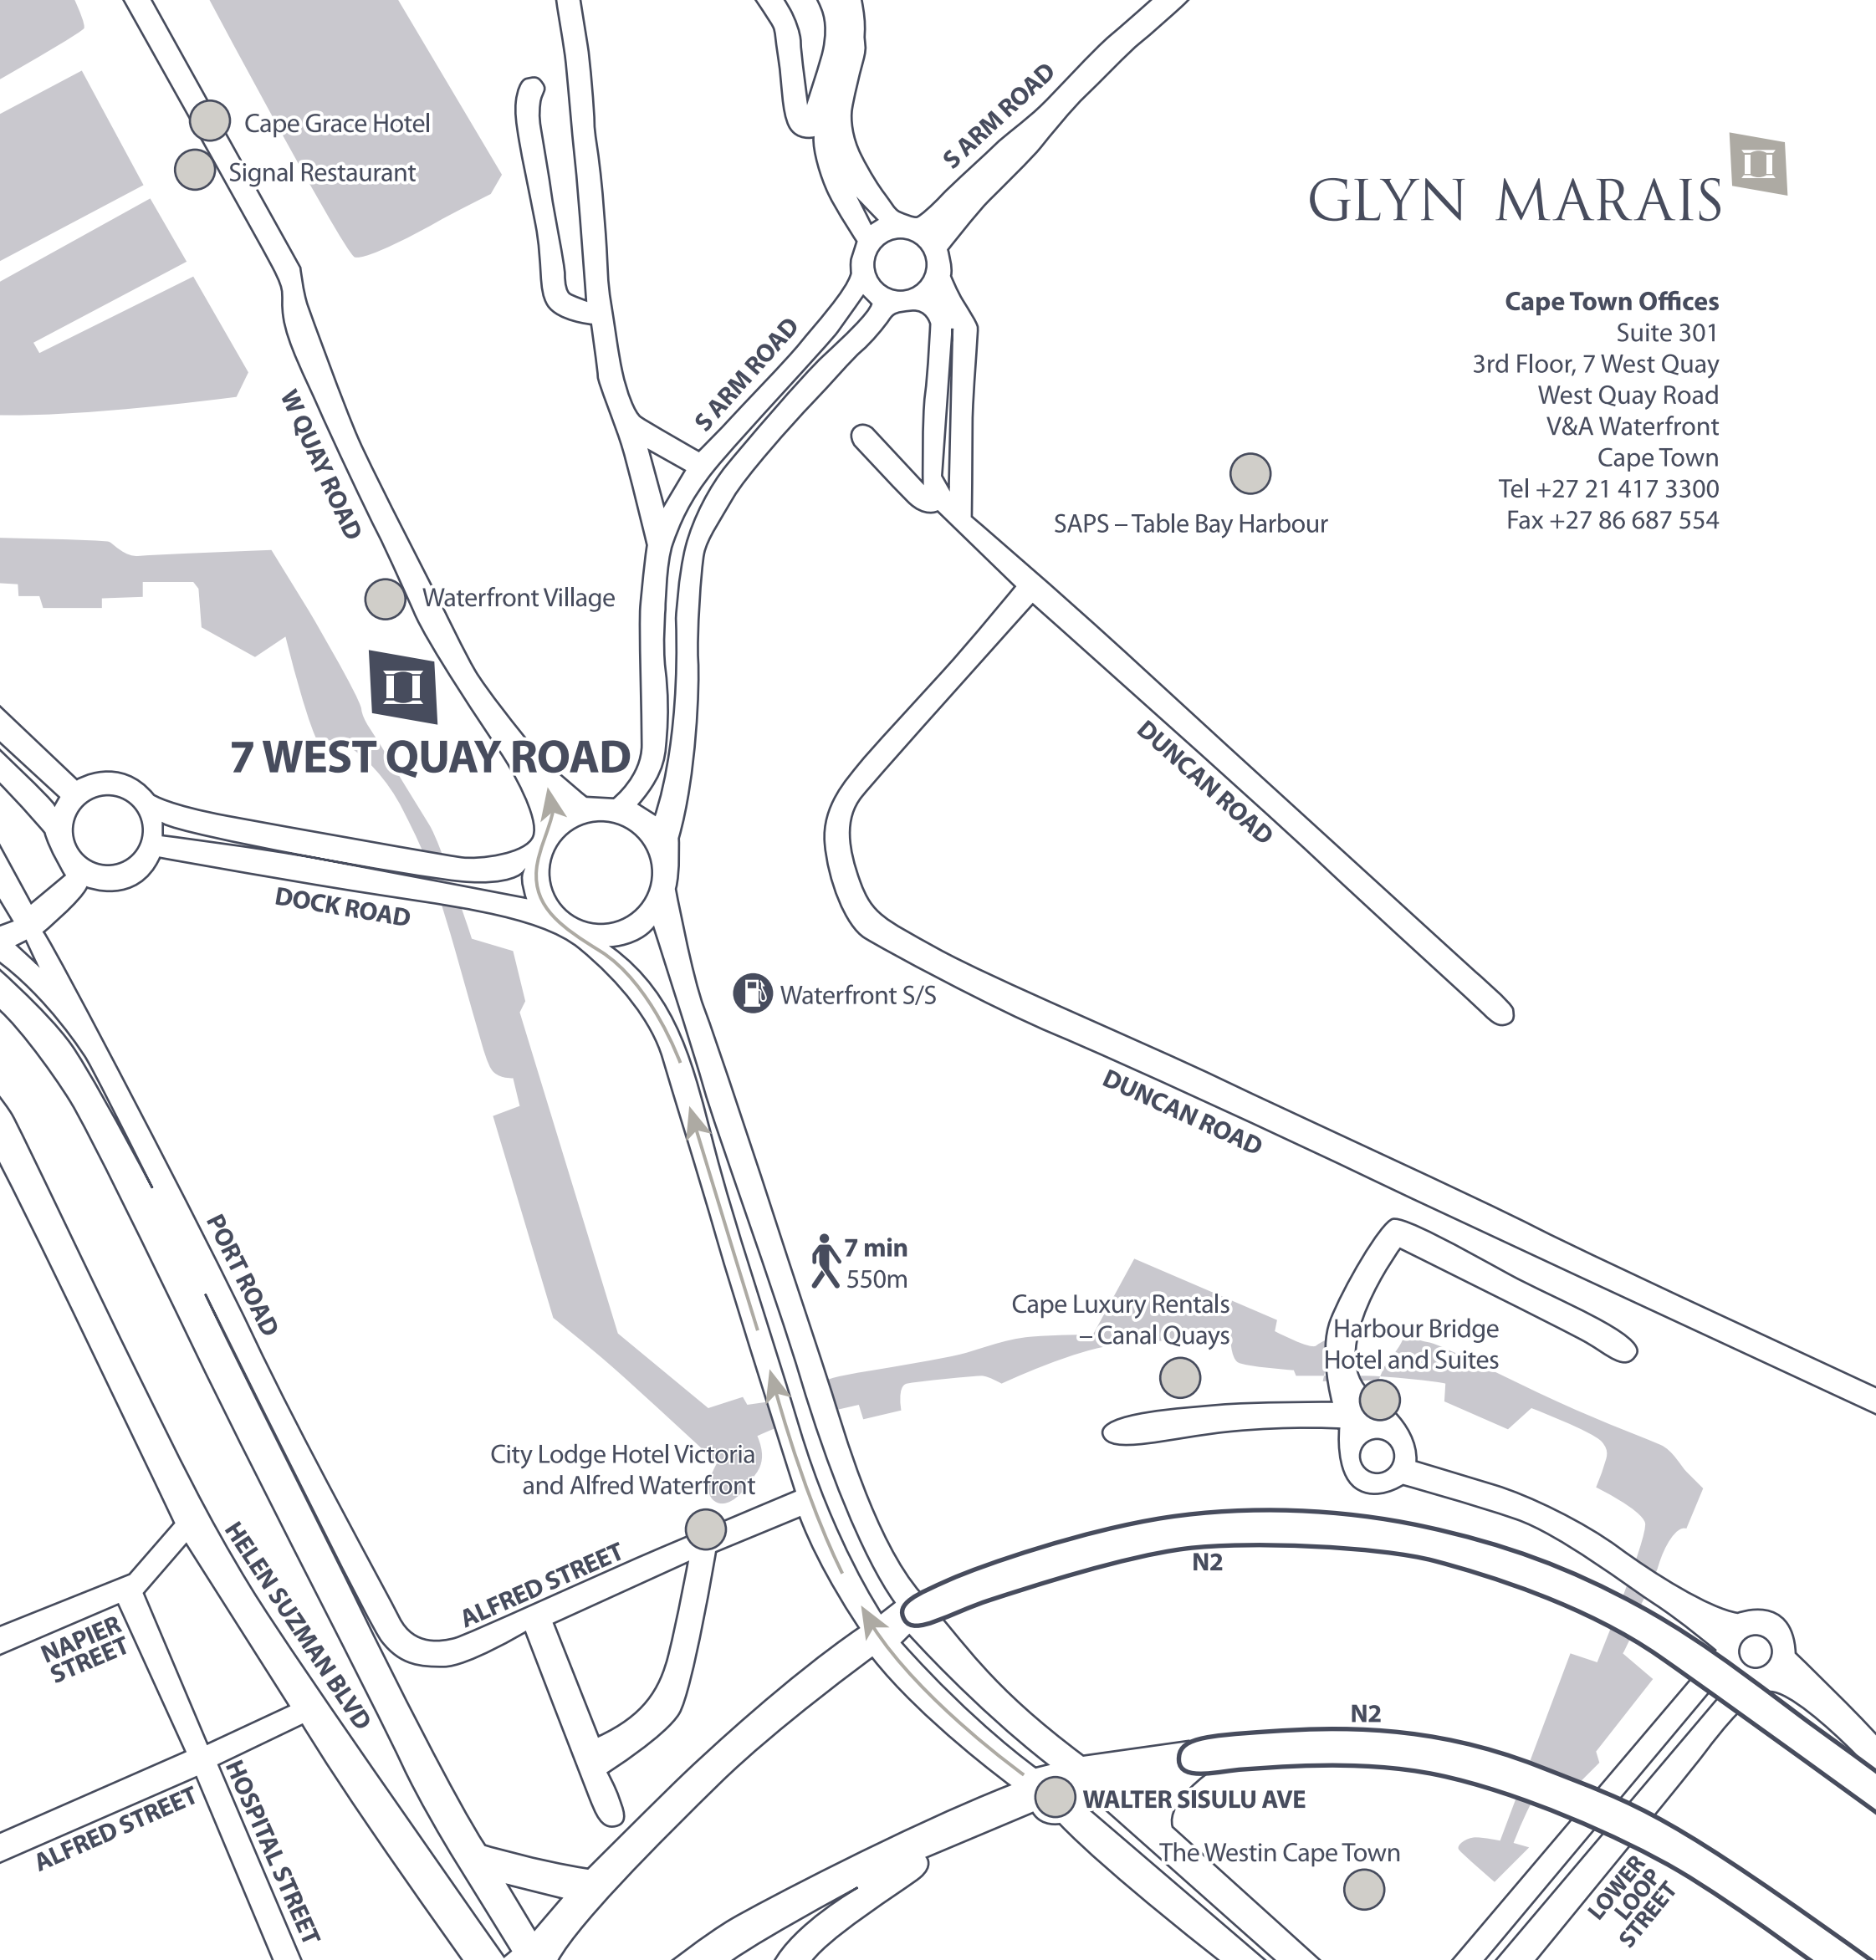 Cape Grace Hotel
Signal Restaurant
S ARM ROAD
GLYN MARAIS
Cape Town Offices
Suite 301
3rd Floor, 7 West Quay
West Quay Road
V&A Waterfront
Cape Town
Tel +27 21 417 3300
Fax +27 86 687 554
S ARM ROAD
W QUAY ROAD
SAPS – Table Bay Harbour
Waterfront Village
7 WEST QUAY ROAD
DUNCAN ROAD
DOCK ROAD
Waterfront S/S
DUNCAN ROAD
PORT ROAD
7 min
550m
Cape Luxury Rentals
– Canal Quays
Harbour Bridge
Hotel and Suites
City Lodge Hotel Victoria
and Alfred Waterfront
ALFRED STREET
N2
HELEN SUZMAN BLVD
NAPIER
STREET
N2
WALTER SISULU AVE
HOSPITAL STREET
ALFRED STREET
The Westin Cape Town
LOWER
LOOP
STREET